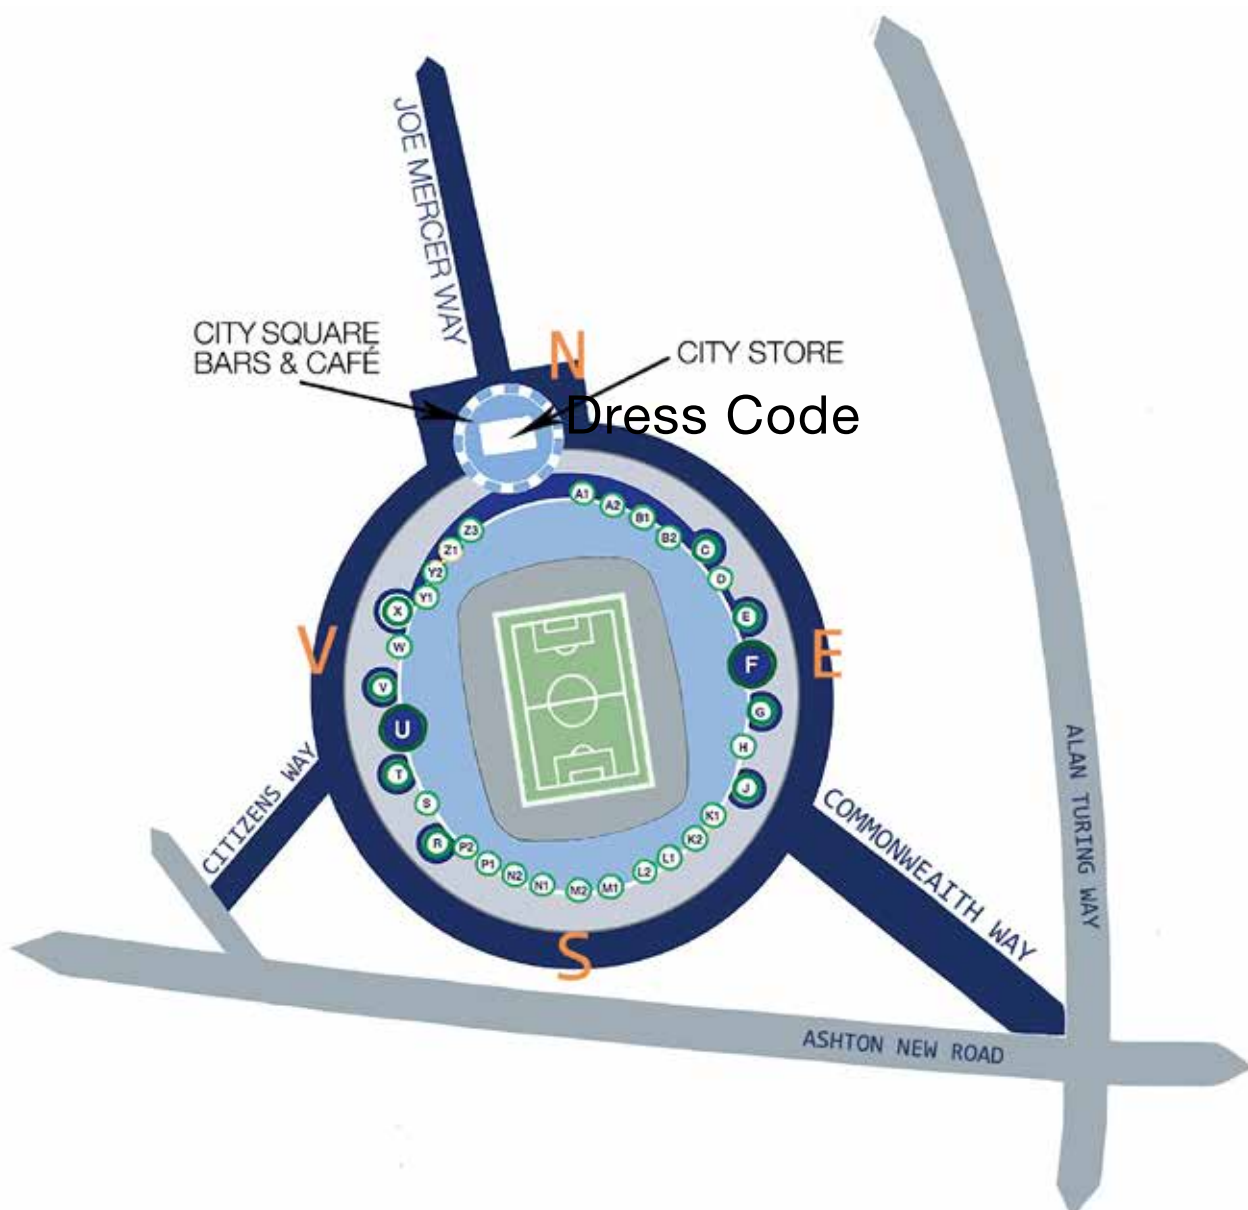 JOE MERCER WAY
CITY SQUARE
BARS & CAFÉ
N
CITY STORE
Dress Code
A1
A2
B1
B2
C
D
E
F
G
H
J
K1
K2
L1
L2
M1
M2
N1
N2
P1
P2
R
S
T
U
V
W
X
Y1
Y2
Z1
Z3
V
E
S
CITIZENS WAY
COMMONWEAITH WAY
ALAN TURING WAY
ASHTON NEW ROAD